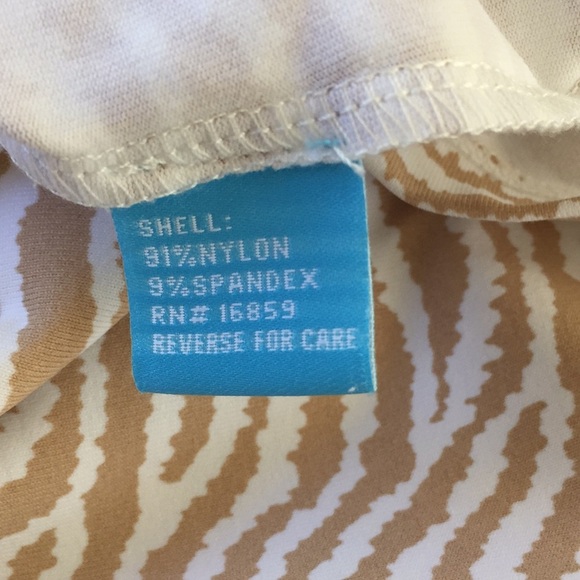 SHELL:
91%NYLON
9%SPANDEX
RN# 16859
REVERSE FOR CARE